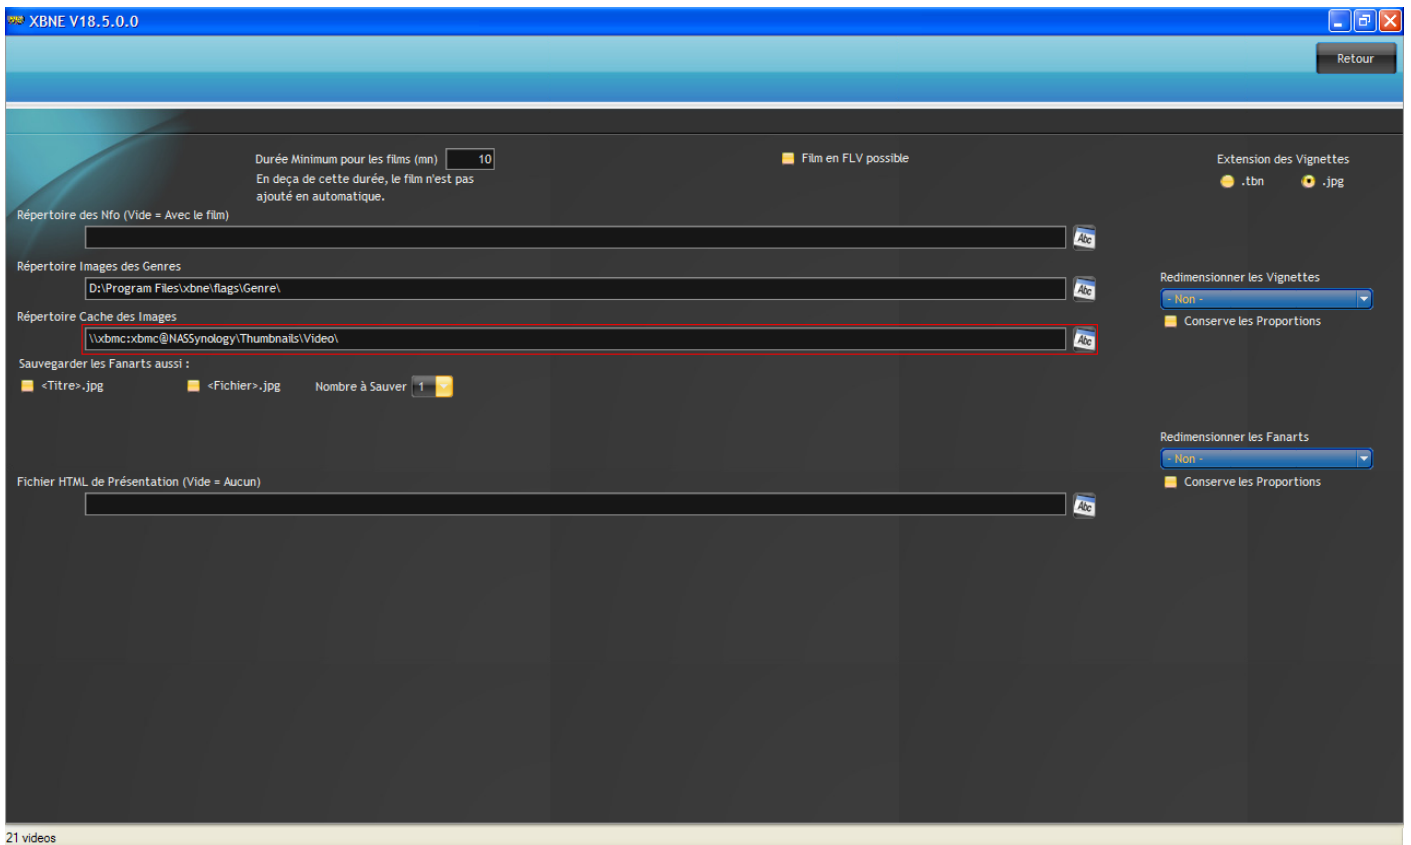 XBNE V18.5.0.0
Retour
Durée Minimum pour les films (mn) 10
En deça de cette durée, le film n'est pas
ajouté en automatique.
Film en FLV possible
Extension des Vignettes
.tbn .jpg
Répertoire des Nfo (Vide = Avec le film)
Abc
Répertoire Images des Genres
D:\Program Files\xbne\flags\Genre\
Abc
Redimensionner les Vignettes
- Non -
Conserve les Proportions
Répertoire Cache des Images
\\xbmc:xbmc@NASSynology\Thumbnails\Video\
Abc
Sauvegarder les Fanarts aussi :
<Titre>.jpg <Fichier>.jpg Nombre à Sauver 1
Redimensionner les Fanarts
- Non -
Conserve les Proportions
Fichier HTML de Présentation (Vide = Aucun)
Abc
21 videos